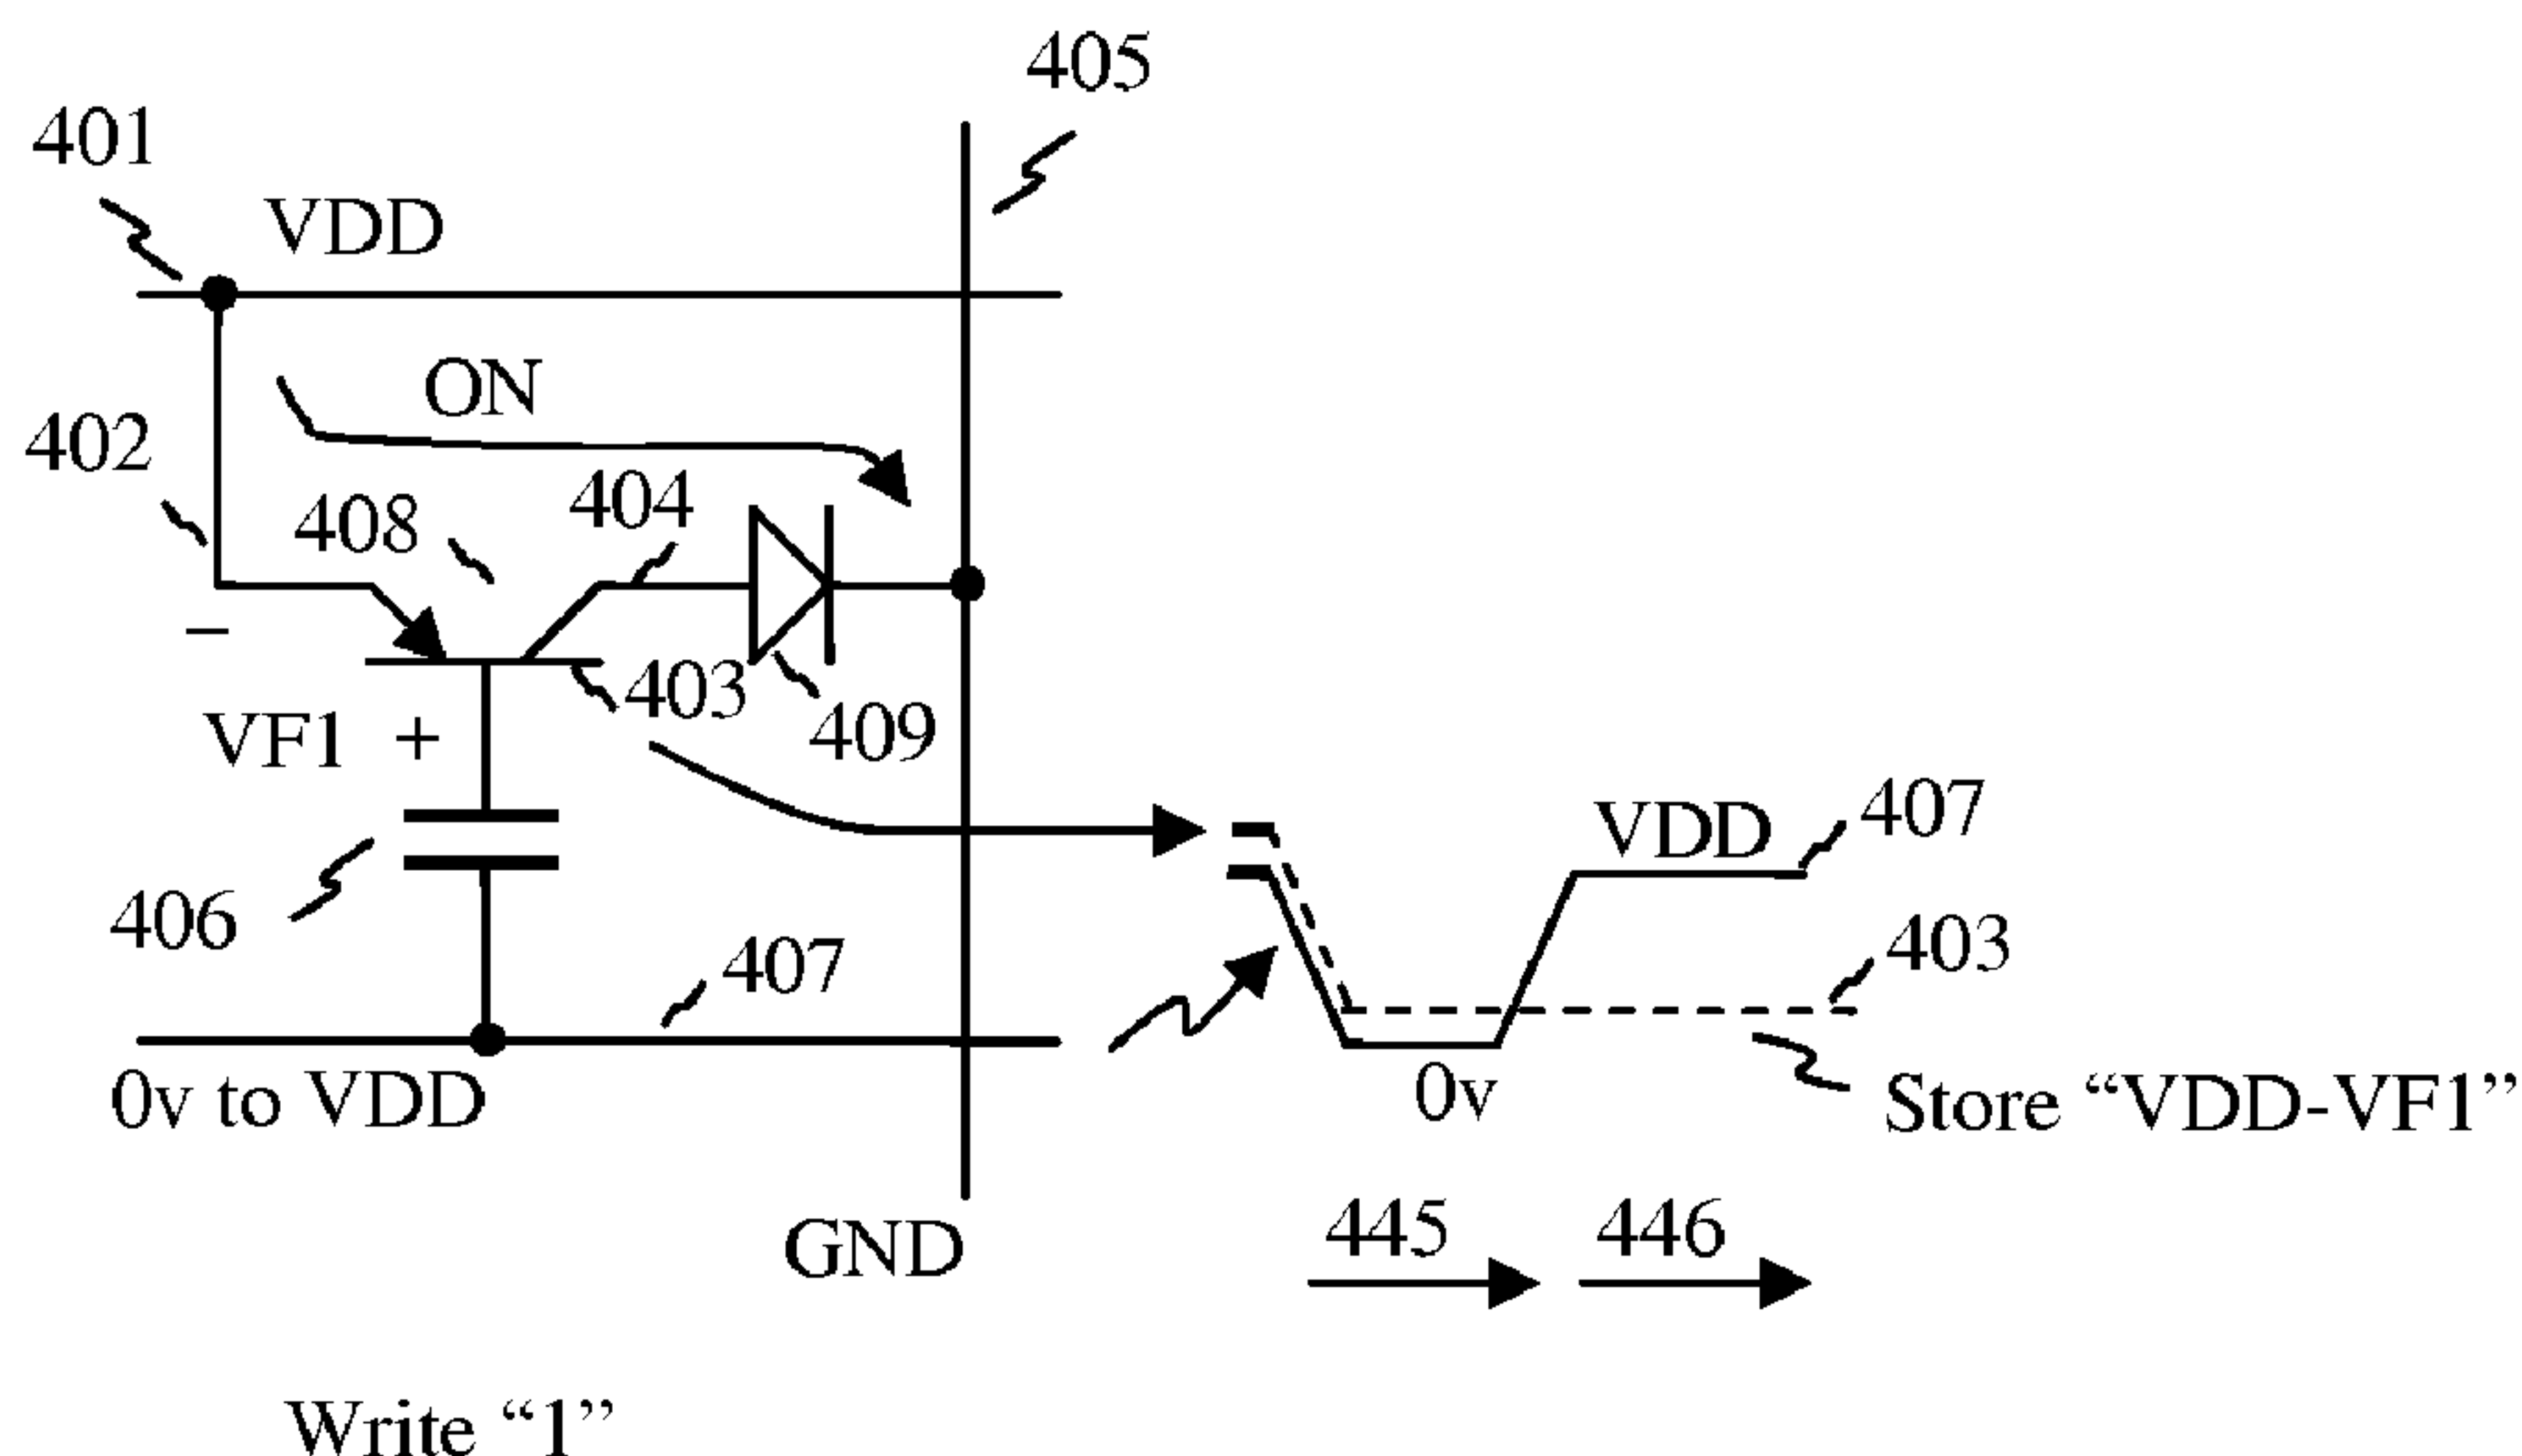 405
401
VDD
ON
402
408
404
403
VF1 +
–
409
VDD
407
406
403
407
0v to VDD
0v
Store “VDD-VF1”
GND
445
446
Write “1”